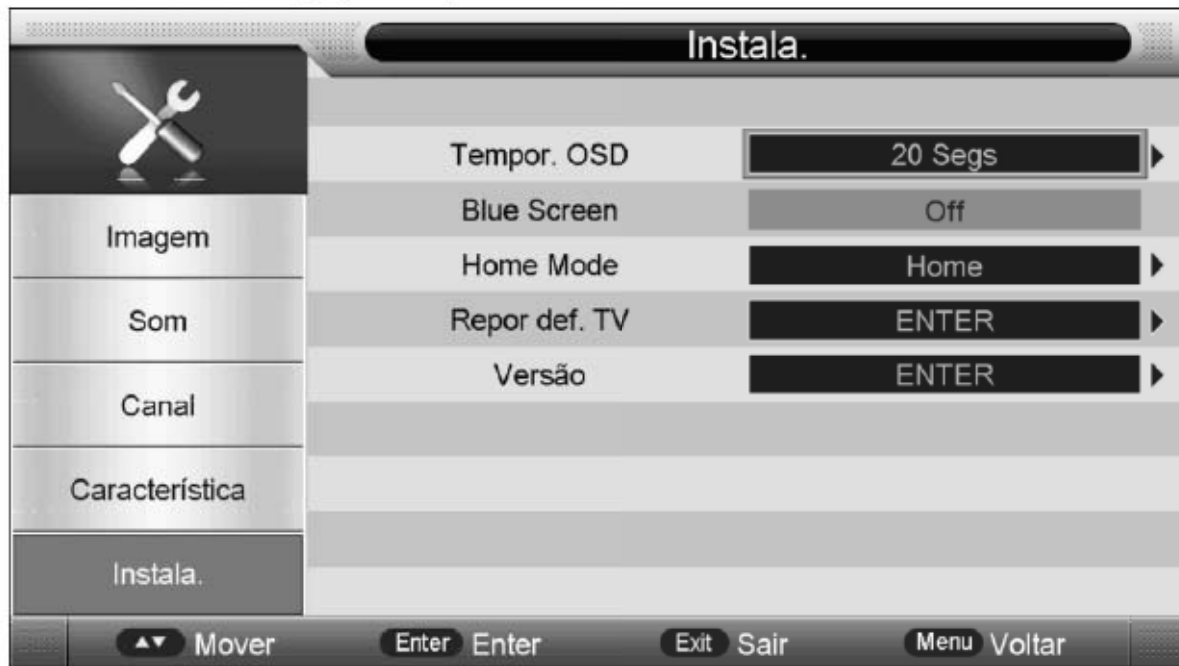 Instala.
Tempor. OSD 20 Segs
Blue Screen Off
Home Mode Home
Repor def. TV ENTER
Versão ENTER
Imagem
Som
Canal
Característica
Instala.
▲▼ Mover Enter Enter Exit Sair Menu Voltar